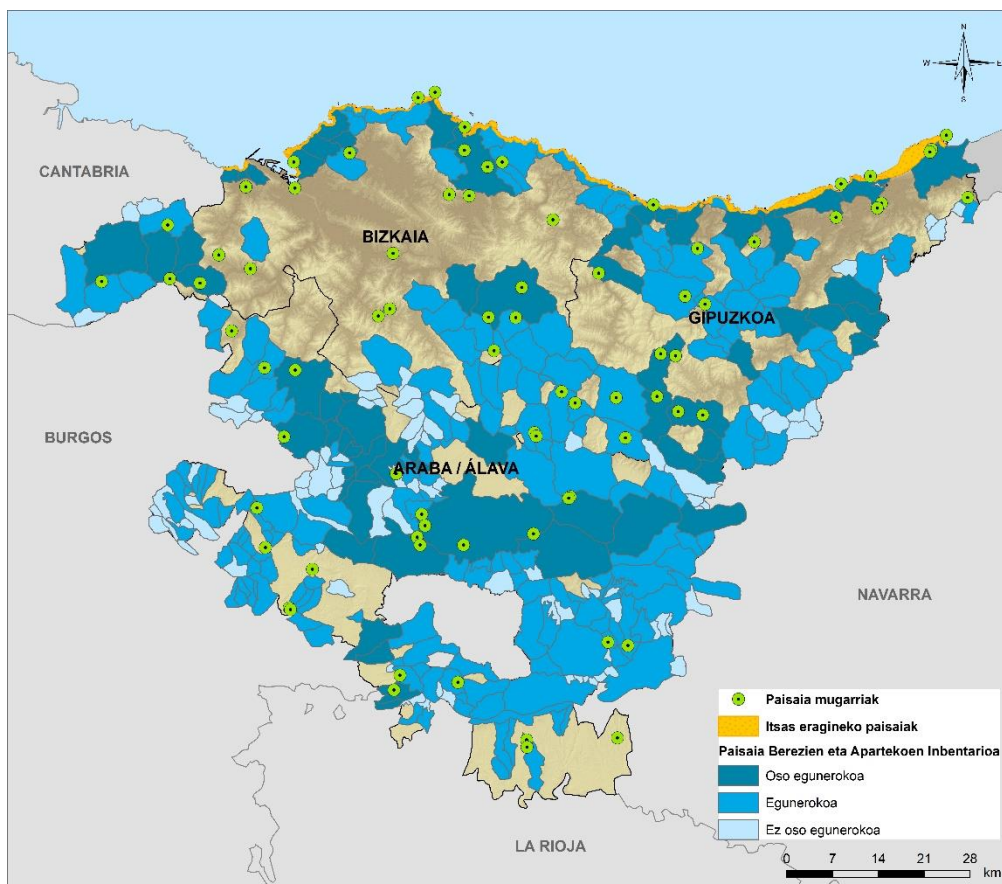 N
W E
S
CANTABRIA
BIZKAIA
GIPUZKOA
BURGOS
ARABA / ÁLAVA
NAVARRA
LA RIOJA
Paisaia mugarriak
Itsas eragineko paisaiak
Paisaia Berezien eta Apartekoen Inbentarioa
Oso egunerokoa
Egunerokoa
Ez oso egunerokoa
0 7 14 21 28
km